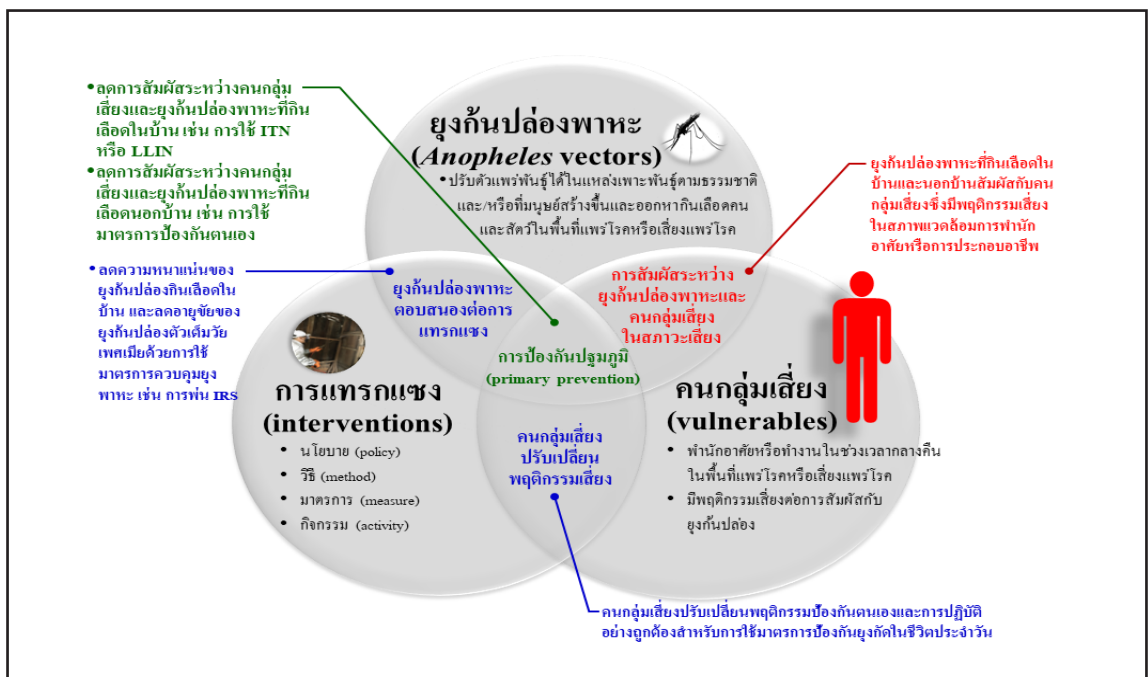 •ลดการสัมผัสระหว่างคนกลุ่ม
เสี่ยงและยุงก้นปล่องพาหะที่กิน
เลือดในบ้าน เช่น การใช้ ITN
หรือ LLIN
•ลดการสัมผัสระหว่างคนกลุ่ม
เสี่ยงและยุงก้นปล่องพาหะที่กิน
เลือดนอกบ้าน เช่น การใช้
มาตรการป้องกันตนเอง
•ลดความหนาแน่นของ
ยุงก้นปล่องกินเลือดใน
บ้าน และลดอายุขัยของ
ยุงก้นปล่องตัวเต็มวัย
เพศเมียด้วยการใช้
มาตรการควบคุมยุง
พาหะ เช่น การพ่น IRS
ยุงก้นปล่องพาหะ
(Anopheles vectors)
•ปรับตัวแพร่พันธุ์ได้ในแหล่งเพาะพันธุ์ตามธรรมชาติ
และ/หรือที่มนุษย์สร้างขึ้นและออกหากินเลือดคน
และสัตว์ในพื้นที่แพร่โรคหรือเสี่ยงแพร่โรค
ยุงก้นปล่องพาหะที่กินเลือดใน
บ้านและนอกบ้านสัมผัสกับคน
กลุ่มเสี่ยงซึ่งมีพฤติกรรมเสี่ยง
ในสภาพแวดล้อมการพำนัก
อาศัยหรือการประกอบอาชีพ
ยุงก้นปล่องพาหะ
ตอบสนองต่อการ
แทรกแซง
การสัมผัสระหว่าง
ยุงก้นปล่องพาหะและ
คนกลุ่มเสี่ยง
ในสภาวะเสี่ยง
การป้องกันปฐมภูมิ
(primary prevention)
การแทรกแซง
(interventions)
• นโยบาย (policy)
• วิธี (method)
• มาตรการ (measure)
• กิจกรรม (activity)
คนกลุ่มเสี่ยง
ปรับเปลี่ยน
พฤติกรรมเสี่ยง
คนกลุ่มเสี่ยง
(vulnerables)
• พำนักอาศัยหรือทำงานในช่วงเวลากลางคืน
ในพื้นที่แพร่โรคหรือเสี่ยงแพร่โรค
• มีพฤติกรรมเสี่ยงต่อการสัมผัสกับ
ยุงก้นปล่อง
คนกลุ่มเสี่ยงปรับเปลี่ยนพฤติกรรมป้องกันตนเองและการปฏิบัติ
อย่างถูกต้องสำหรับการใช้มาตรการป้องกันยุงกัดในชีวิตประจำวัน